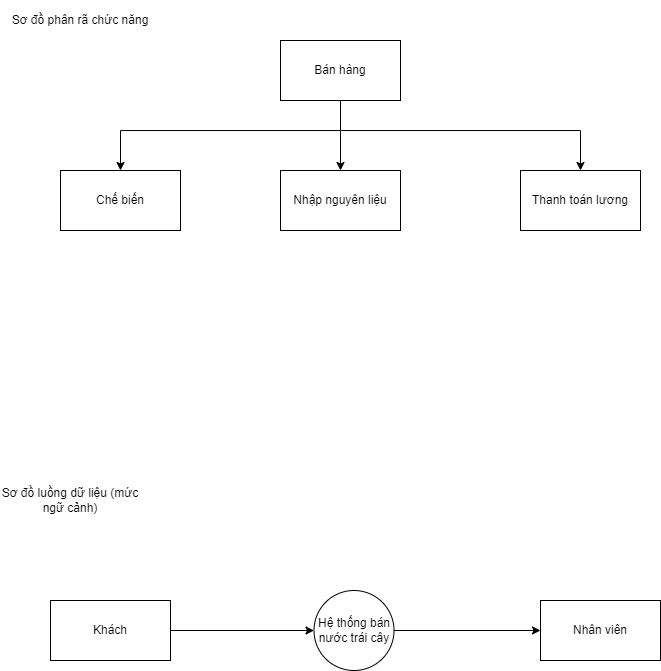 Sơ đồ phân rã chức năng
Bán hàng
Chế biến
Nhập nguyên liệu
Thanh toán lương
Sơ đồ luồng dữ liệu (mức
ngữ cảnh)
Khách
Hệ thống bán
nước trái cây
Nhân viên